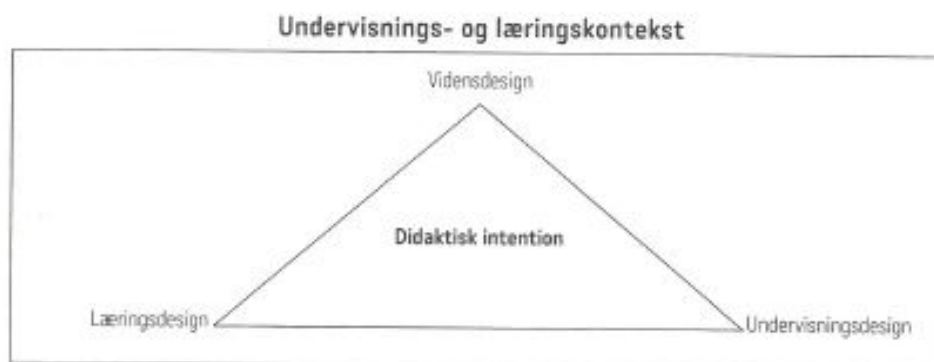 Undervisnings- og læringskontekst
Vidensdesign
Didaktisk intention
Læringsdesign
Undervisningsdesign